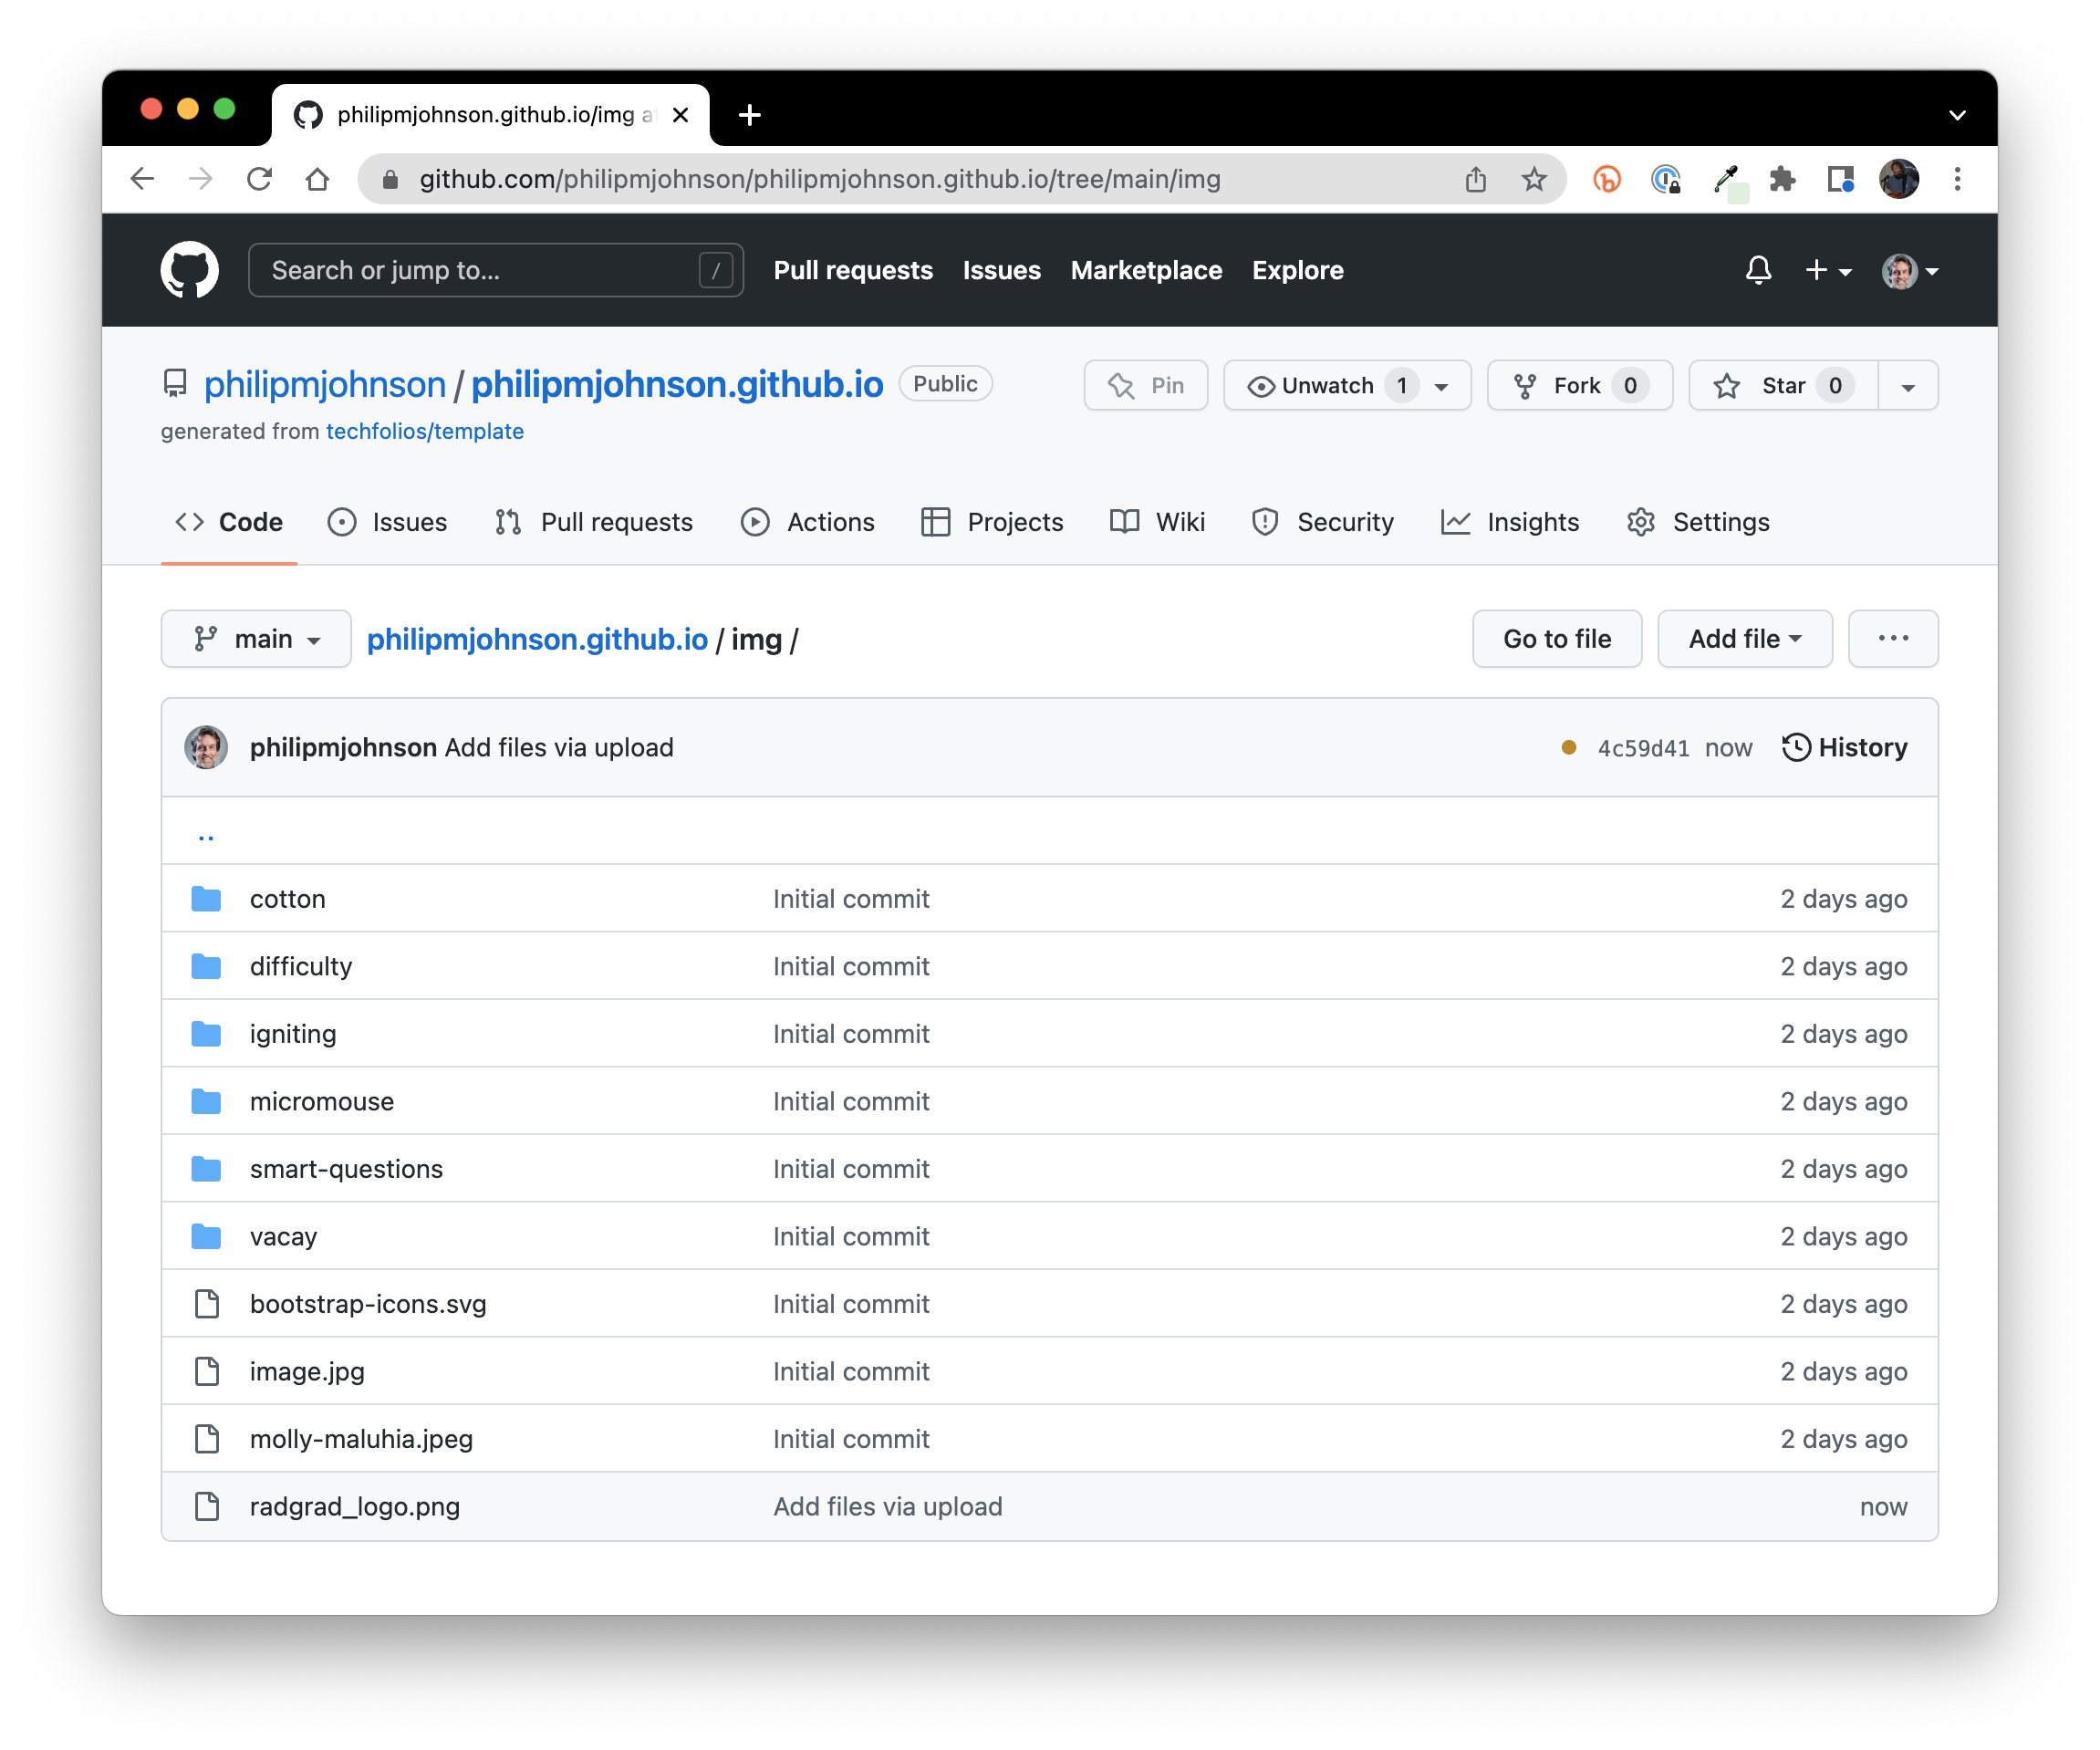 philipmjohnson.github.io/img a
github.com/philipmjohnson/philipmjohnson.github.io/tree/main/img
Search or jump to... / Pull requests Issues Marketplace Explore
philipmjohnson / philipmjohnson.github.io Public Pin Unwatch 1 Fork 0 Star 0
generated from techfolios/template
Code Issues Pull requests Actions Projects Wiki Security Insights Settings
main philipmjohnson.github.io / img / Go to file Add file ...
philipmjohnson Add files via upload 4c59d41 now History
..
cotton Initial commit 2 days ago
difficulty Initial commit 2 days ago
igniting Initial commit 2 days ago
micromouse Initial commit 2 days ago
smart-questions Initial commit 2 days ago
vacay Initial commit 2 days ago
bootstrap-icons.svg Initial commit 2 days ago
image.jpg Initial commit 2 days ago
molly-maluhia.jpeg Initial commit 2 days ago
radgrad_logo.png Add files via upload now